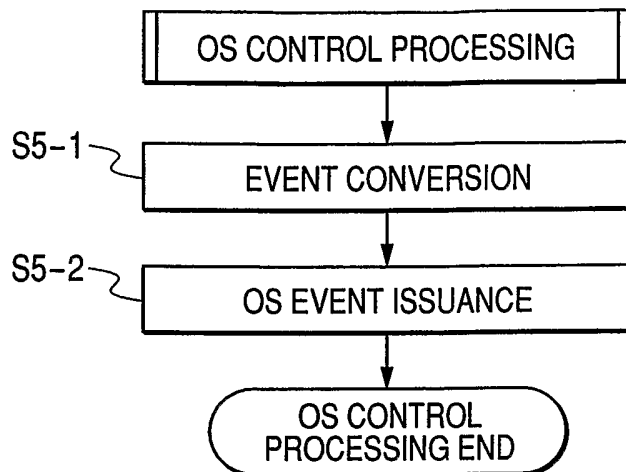 OS CONTROL PROCESSING
S5-1
EVENT CONVERSION
S5-2
OS EVENT ISSUANCE
OS CONTROL
PROCESSING END